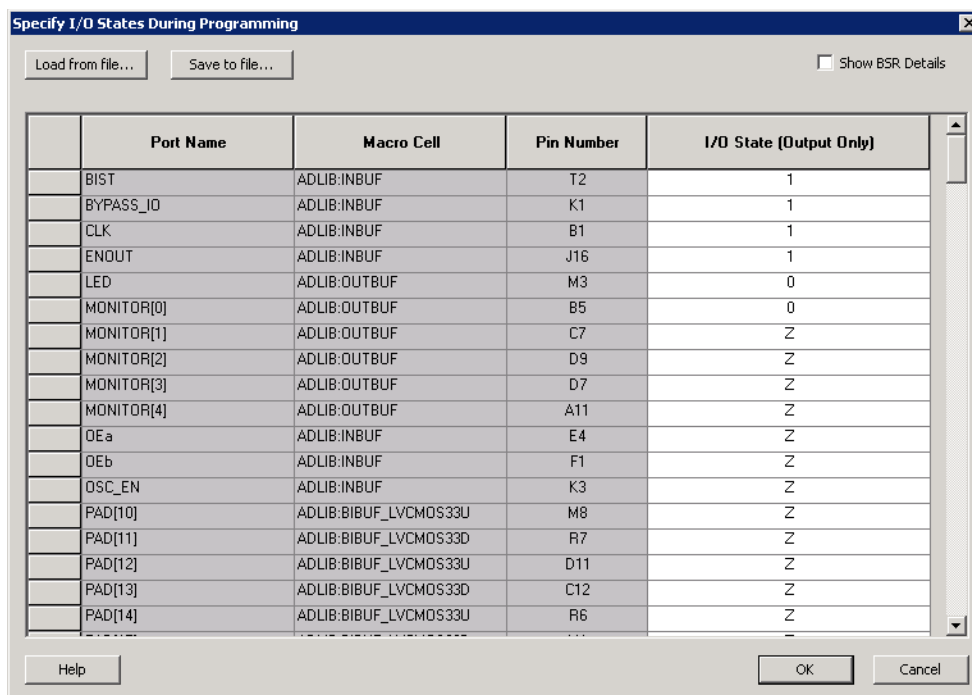 Specify I/O States During Programming
Load from file... Save to file... Show BSR Details
Port Name Macro Cell Pin Number I/O State (Output Only)
BIST ADLIB:INBUF T2 1
BYPASS_IO ADLIB:INBUF K1 1
CLK ADLIB:INBUF B1 1
ENOUT ADLIB:INBUF J16 1
LED ADLIB:OUTBUF M3 0
MONITOR[0] ADLIB:OUTBUF B5 0
MONITOR[1] ADLIB:OUTBUF C7 Z
MONITOR[2] ADLIB:OUTBUF D9 Z
MONITOR[3] ADLIB:OUTBUF D7 Z
MONITOR[4] ADLIB:OUTBUF A11 Z
OEa ADLIB:INBUF E4 Z
OEb ADLIB:INBUF F1 Z
OSC_EN ADLIB:INBUF K3 Z
PAD[10] ADLIB:BIBUF_LVCMOS33U M8 Z
PAD[11] ADLIB:BIBUF_LVCMOS33D R7 Z
PAD[12] ADLIB:BIBUF_LVCMOS33U D11 Z
PAD[13] ADLIB:BIBUF_LVCMOS33D C12 Z
PAD[14] ADLIB:BIBUF_LVCMOS33U R6 Z
Help OK Cancel